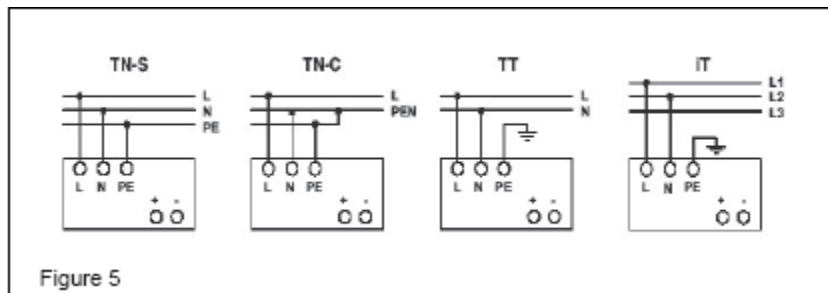 TN-S
TN-C
TT
iT
L
N
PE
L
PEN
L
N
L1
L2
L3
L N PE
+ -
L N PE
+ -
L N PE
+ -
L N PE
+ -
Figure 5